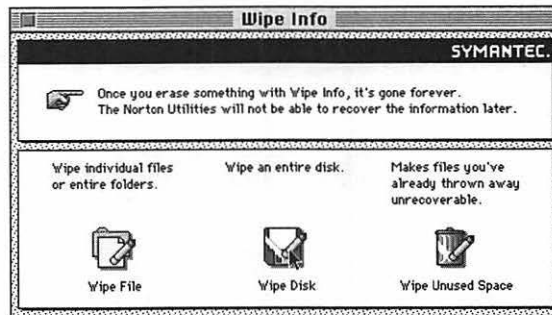 Wipe Info
SYMANTEC.
Once you erase something with Wipe Info, it's gone forever.
The Norton Utilities will not be able to recover the information later.
Wipe individual files
or entire folders.
Wipe an entire disk.
Makes files you've
already thrown away
unrecoverable.
Wipe File
Wipe Disk
Wipe Unused Space